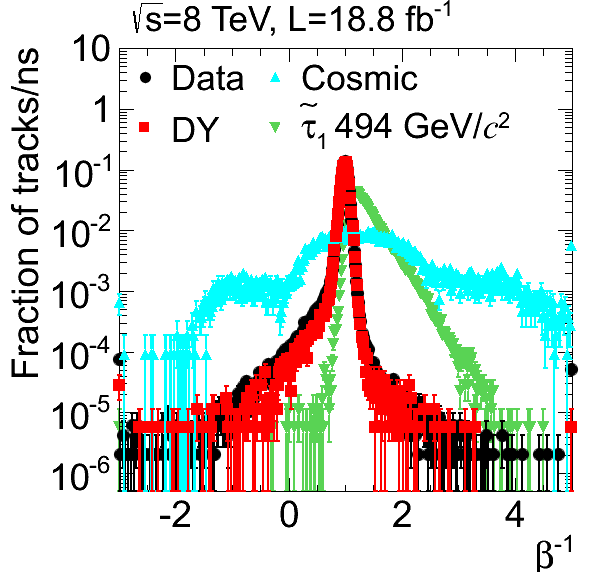 √s=8 TeV, L=18.8 fb⁻¹
Fraction of tracks/ns
10
1
10⁻¹
10⁻²
10⁻³
10⁻⁴
10⁻⁵
10⁻⁶
Data
Cosmic
DY
τ̃₁ 494 GeV/c²
-2 0 2 4
β⁻¹